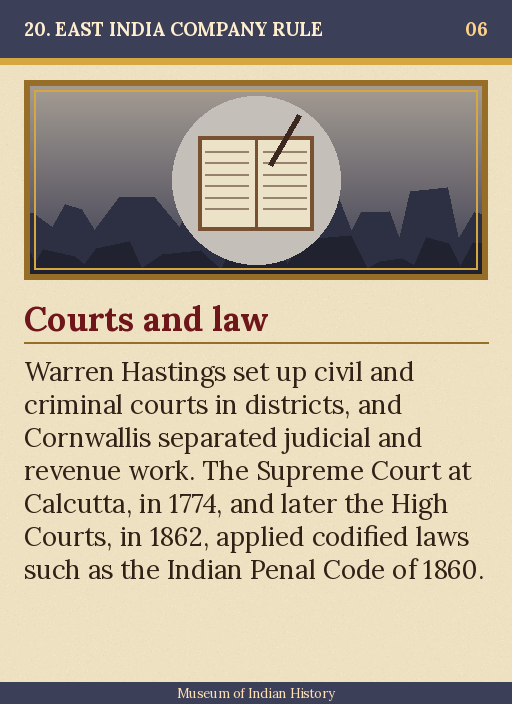 20. EAST INDIA COMPANY RULE
06
Courts and law
Warren Hastings set up civil and
criminal courts in districts, and
Cornwallis separated judicial and
revenue work. The Supreme Court at
Calcutta, in 1774, and later the High
Courts, in 1862, applied codified laws
such as the Indian Penal Code of 1860.
Museum of Indian History